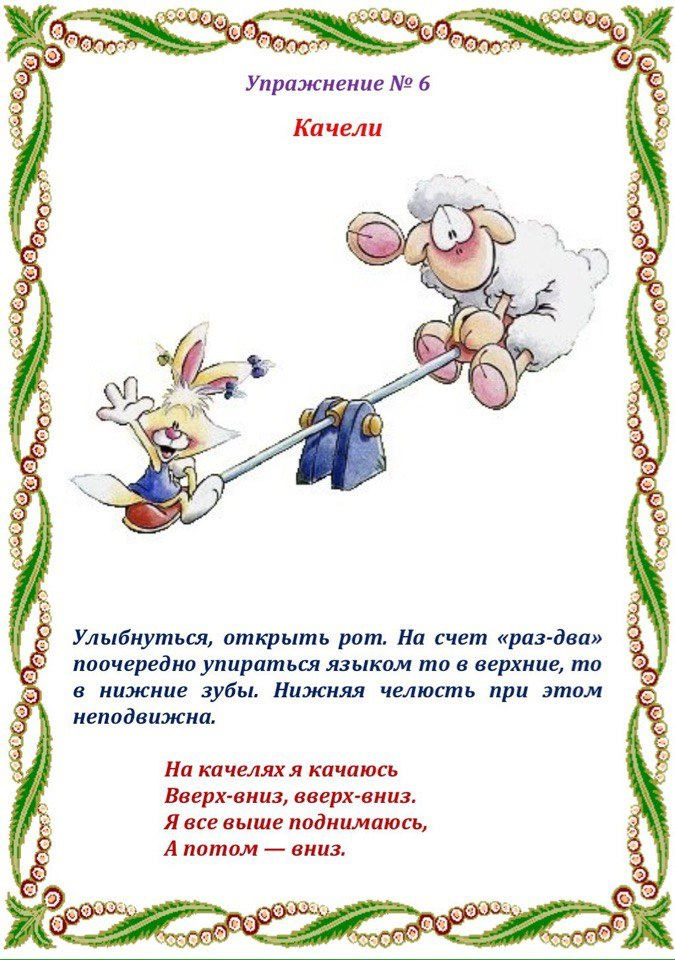 Упражнение № 6
Качели
Улыбнуться, открыть рот. На счет «раз-два»
поочередно упираться языком то в верхние, то
в нижние зубы. Нижняя челюсть при этом
неподвижна.
На качелях я качаюсь
Вверх-вниз, вверх-вниз.
Я все выше поднимаюсь,
А потом — вниз.